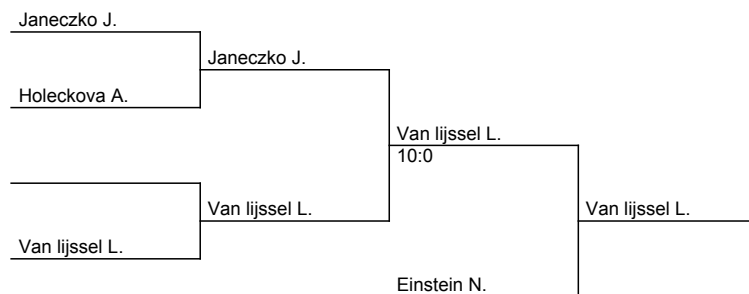 Janeczko J.
Janeczko J.
Holeckova A.
Van lijssel L.
10:0
Van lijssel L.
Van lijssel L.
Van lijssel L.
Einstein N.